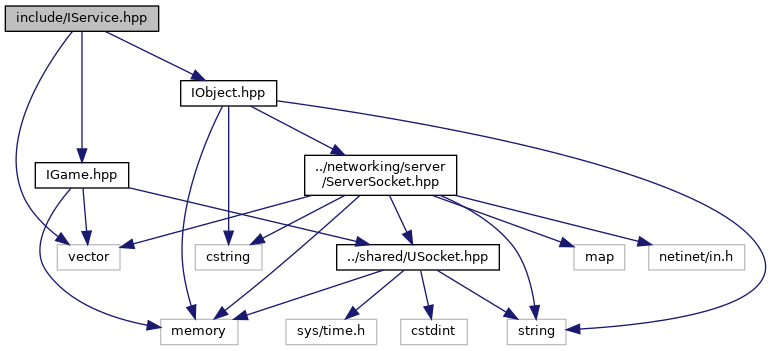 include/IService.hpp
IObject.hpp
../networking/server
/ServerSocket.hpp
IGame.hpp
vector
cstring
../shared/USocket.hpp
map
netinet/in.h
memory
sys/time.h
cstdint
string